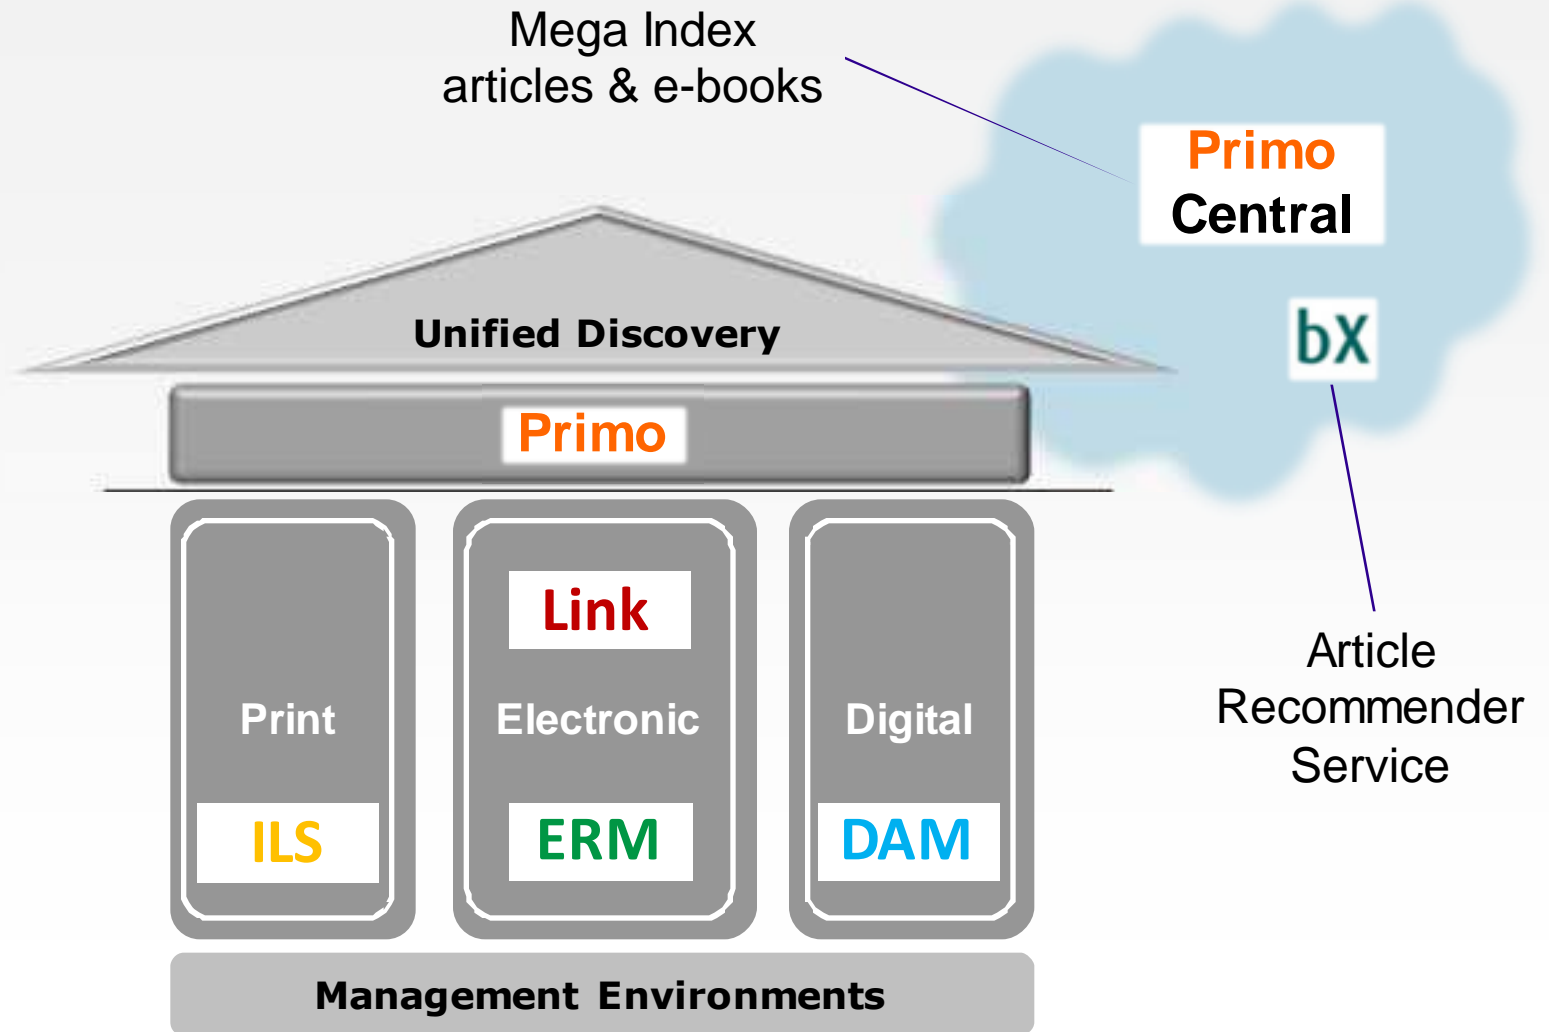 Mega Index
articles & e-books
Primo
Central
bX
Unified Discovery
Primo
Link
Print
Electronic
Digital
ILS
ERM
DAM
Management Environments
Article
Recommender
Service